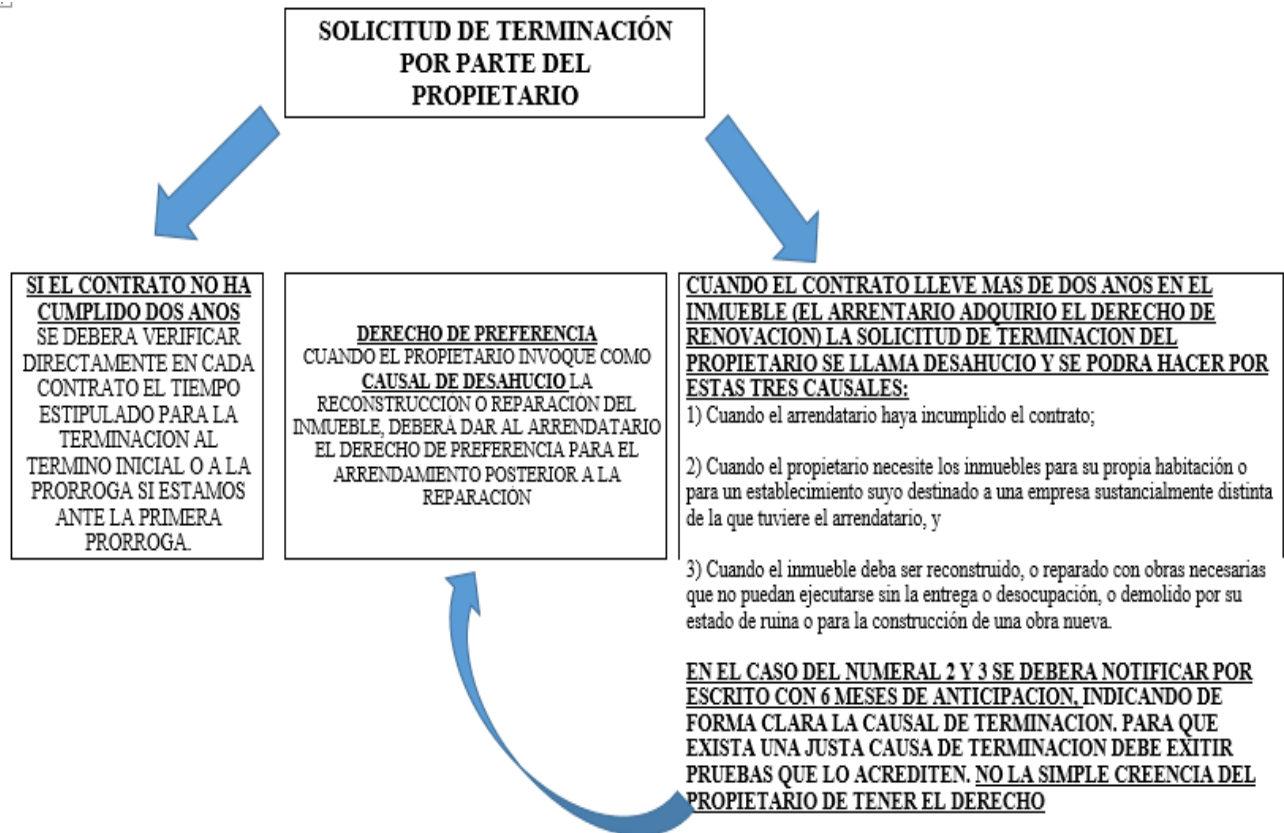 SOLICITUD DE TERMINACIÓN
POR PARTE DEL
PROPIETARIO
SI EL CONTRATO NO HA
CUMPLIDO DOS ANOS
SE DEBERA VERIFICAR
DIRECTAMENTE EN CADA
CONTRATO EL TIEMPO
ESTIPULADO PARA LA
TERMINACION AL
TERMINO INICIAL O A LA
PRORROGA SI ESTAMOS
ANTE LA PRIMERA
PRORROGA.
DERECHO DE PREFERENCIA
CUANDO EL PROPIETARIO INVOQUE COMO
CAUSAL DE DESAHUCIO LA
RECONSTRUCCIÓN O REPARACIÓN DEL
INMUEBLE, DEBERÁ DAR AL ARRENDATARIO
EL DERECHO DE PREFERENCIA PARA EL
ARRENDAMIENTO POSTERIOR A LA
REPARACIÓN
CUANDO EL CONTRATO LLEVE MAS DE DOS ANOS EN EL
INMUEBLE (EL ARRENTARIO ADQUIRIO EL DERECHO DE
RENOVACION) LA SOLICITUD DE TERMINACION DEL
PROPIETARIO SE LLAMA DESAHUCIO Y SE PODRA HACER POR
ESTAS TRES CAUSALES:
1) Cuando el arrendatario haya incumplido el contrato;
2) Cuando el propietario necesite los inmuebles para su propia habitación o
para un establecimiento suyo destinado a una empresa sustancialmente distinta
de la que tuviere el arrendatario, y
3) Cuando el inmueble deba ser reconstruido, o reparado con obras necesarias
que no puedan ejecutarse sin la entrega o desocupación, o demolido por su
estado de ruina o para la construcción de una obra nueva.
EN EL CASO DEL NUMERAL 2 Y 3 SE DEBERA NOTIFICAR POR
ESCRITO CON 6 MESES DE ANTICIPACION, INDICANDO DE
FORMA CLARA LA CAUSAL DE TERMINACION. PARA QUE
EXISTA UNA JUSTA CAUSA DE TERMINACION DEBE EXITIR
PRUEBAS QUE LO ACREDITEN. NO LA SIMPLE CREENCIA DEL
PROPIETARIO DE TENER EL DERECHO